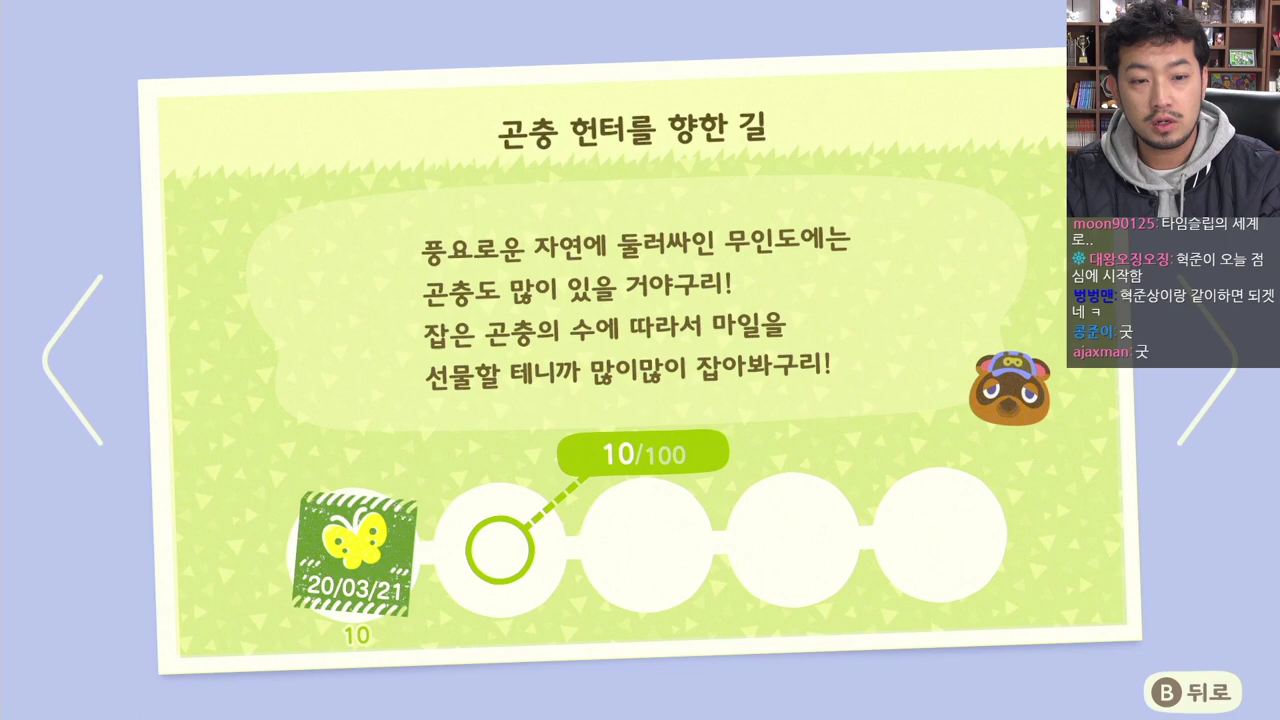 곤충 헌터를 향한 길
풍요로운 자연에 둘러싸인 무인도에는
곤충도 많이 있을 거야구리!
잡은 곤충의 수에 따라서 마일을
선물할 테니까 많이많이 잡아봐구리!
10/100
20/03/21
10
B 뒤로
moon90125: 타임슬립의 세계
로..
대왕오징오징: 혁준이 오늘 점
심에 시작함
벙벙맨: 혁준상이랑 같이하면 되겟
네 ㅋ
콩준이: 굿
ajaxman: 굿